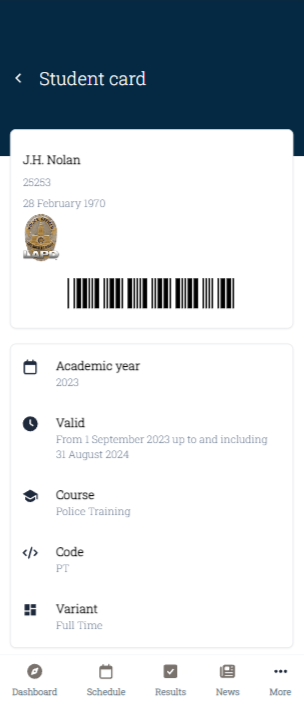 Student card
J.H. Nolan
25253
28 February 1970
LAPD
Academic year
2023
Valid
From 1 September 2023 up to and including
31 August 2024
Course
Police Training
Code
PT
Variant
Full Time
Dashboard
Schedule
Results
News
More